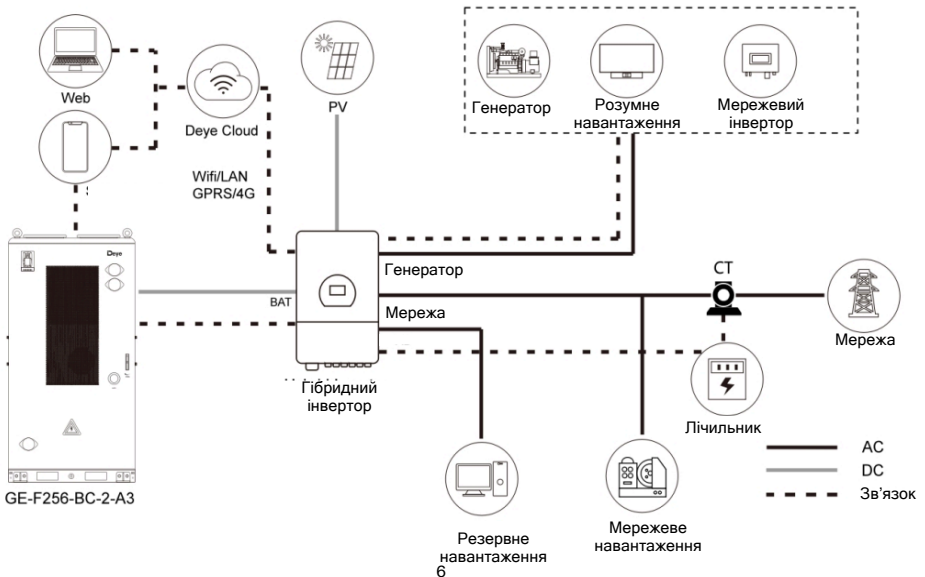 Web
Deye Cloud
PV
Генератор
Розумне
навантаження
Мережевий
інвертор
Wifi/LAN
GPRS/4G
Deye
BAT
Генератор
Мережа
CT
Мережа
Гібридний
інвертор
Лічильник
GE-F256-BC-2-A3
AC
DC
Зв'язок
Резервне
навантаження
Мережеве
навантаження
6